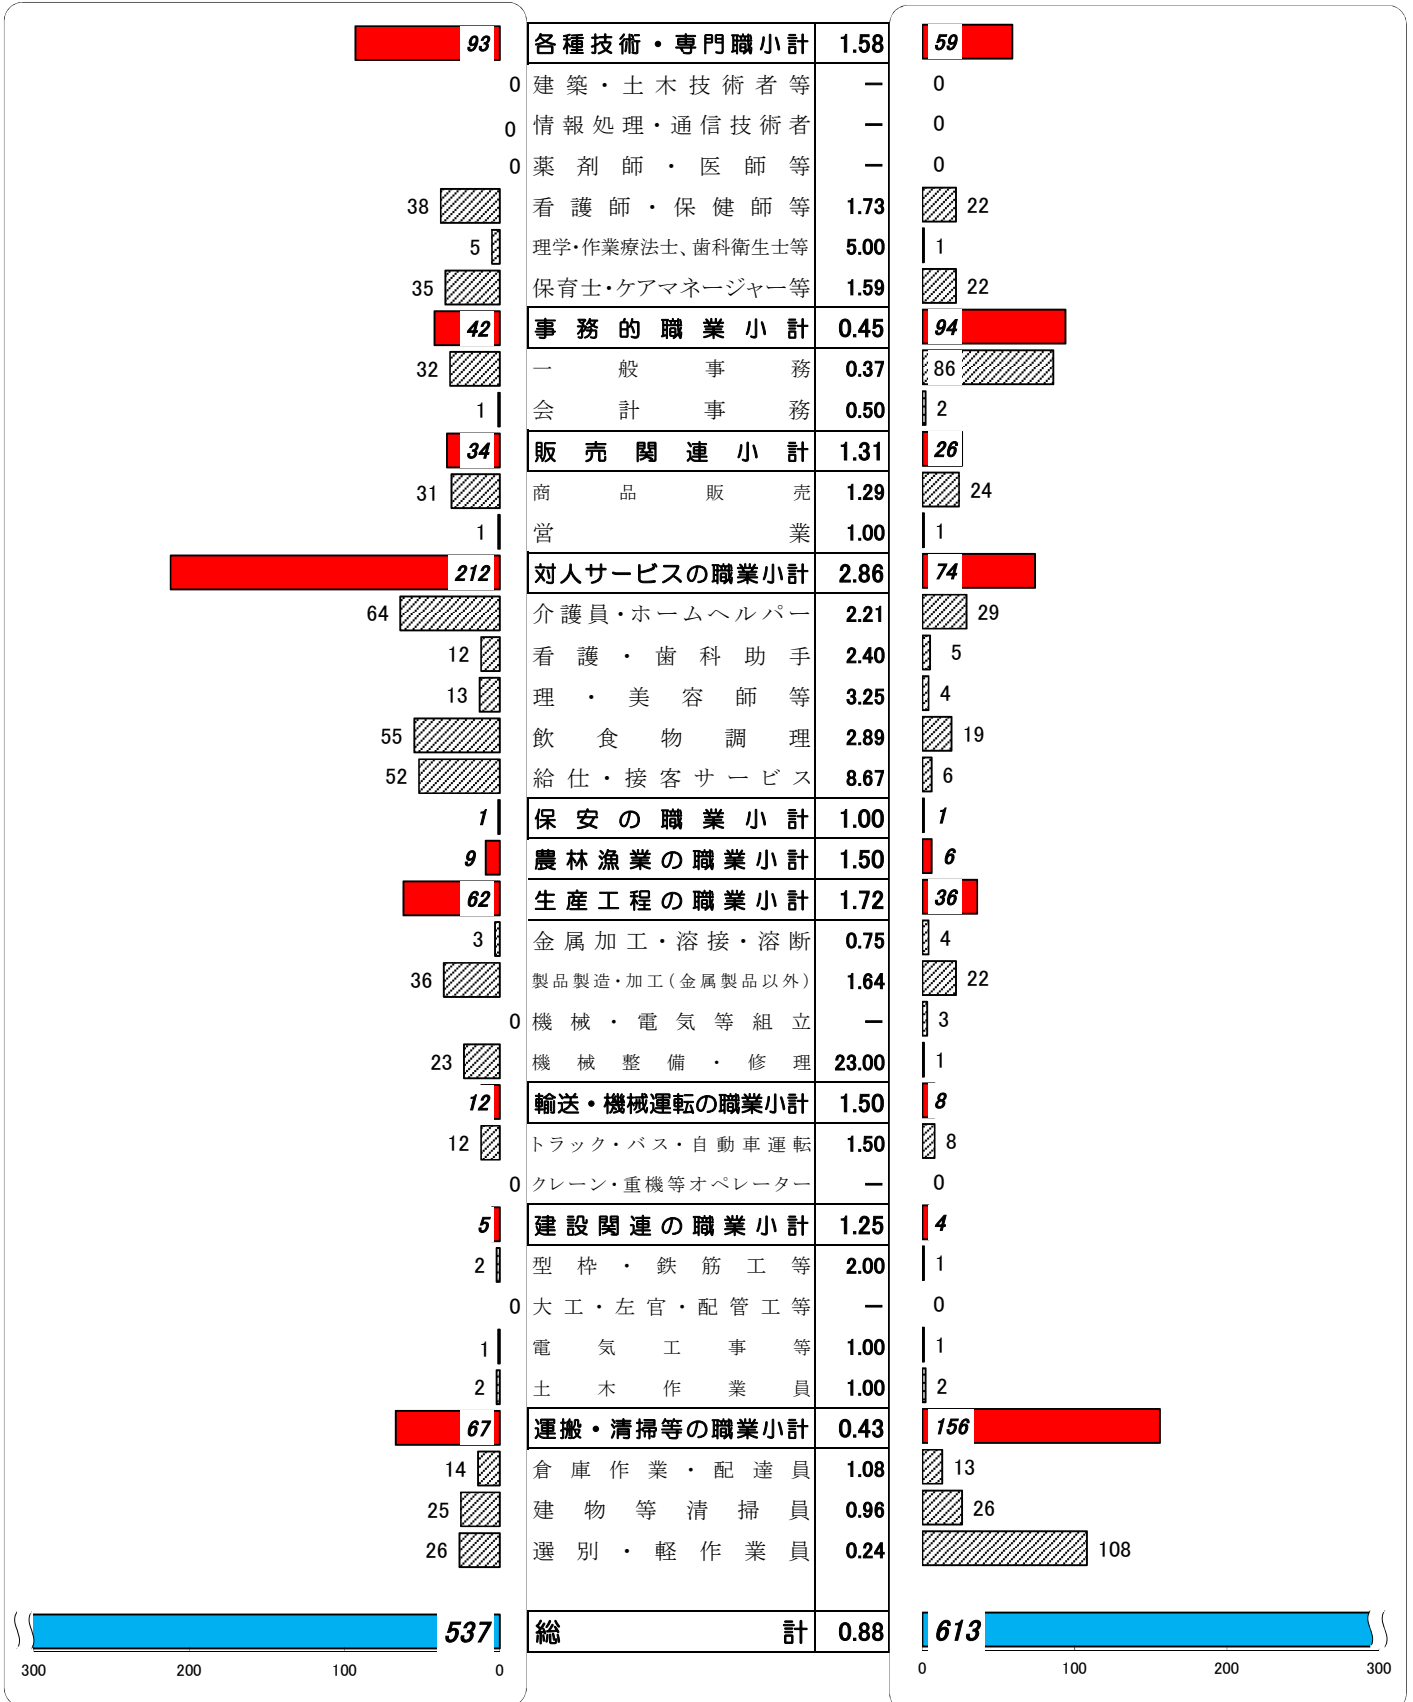 93 各種技術・専門職小計 1.58 59
0 建築・土木技術者等 ー 0
0 情報処理・通信技術者 ー 0
0 薬剤師・医師等 ー 0
38 看護師・保健師等 1.73 22
5 理学・作業療法士、歯科衛生士等 5.00 1
35 保育士・ケアマネージャー等 1.59 22
42 事務的職業小計 0.45 94
32 一般事務 0.37 86
1 会計事務 0.50 2
34 販売関連小計 1.31 26
31 商品販売 1.29 24
1 営業 1.00 1
212 対人サービスの職業小計 2.86 74
64 介護員・ホームヘルパー 2.21 29
12 看護・歯科助手 2.40 5
13 理・美容師等 3.25 4
55 飲食物調理 2.89 19
52 給仕・接客サービス 8.67 6
1 保安の職業小計 1.00 1
9 農林漁業の職業小計 1.50 6
62 生産工程の職業小計 1.72 36
3 金属加工・溶接・溶断 0.75 4
36 製品製造・加工(金属製品以外) 1.64 22
0 機械・電気等組立 ー 3
23 機械整備・修理 23.00 1
12 輸送・機械運転の職業小計 1.50 8
12 トラック・バス・自動車運転 1.50 8
0 クレーン・重機等オペレーター ー 0
5 建設関連の職業小計 1.25 4
2 型枠・鉄筋工等 2.00 1
0 大工・左官・配管工等 ー 0
1 電気工事等 1.00 1
2 土木作業員 1.00 2
67 運搬・清掃等の職業小計 0.43 156
14 倉庫作業・配達員 1.08 13
25 建物等清掃員 0.96 26
26 選別・軽作業員 0.24 108
537 総計 0.88 613
300 200 100 0 0 100 200 300